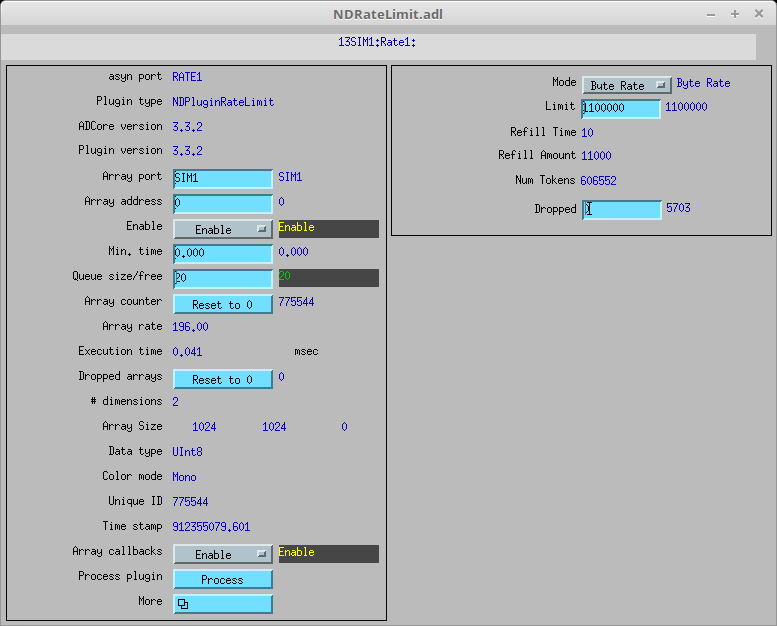 NDRateLimit.adl
13SIM1:Rate1:
asyn port RATE1
Plugin type NDPluginRateLimit
ADCore version 3.3.2
Plugin version 3.3.2
Array port SIM1 SIM1
Array address 0 0
Enable Enable Enable
Min. time 0.000 0.000
Queue size/free 20 20
Array counter Reset to 0 775544
Array rate 196.00
Execution time 0.041 msec
Dropped arrays Reset to 0 0
# dimensions 2
Array Size 1024 1024 0
Data type UInt8
Color mode Mono
Unique ID 775544
Time stamp 912355079.601
Array callbacks Enable Enable
Process plugin Process
More
Mode Byte Rate Byte Rate
Limit 1100000 1100000
Refill Time 10
Refill Amount 11000
Num Tokens 606552
Dropped 5703